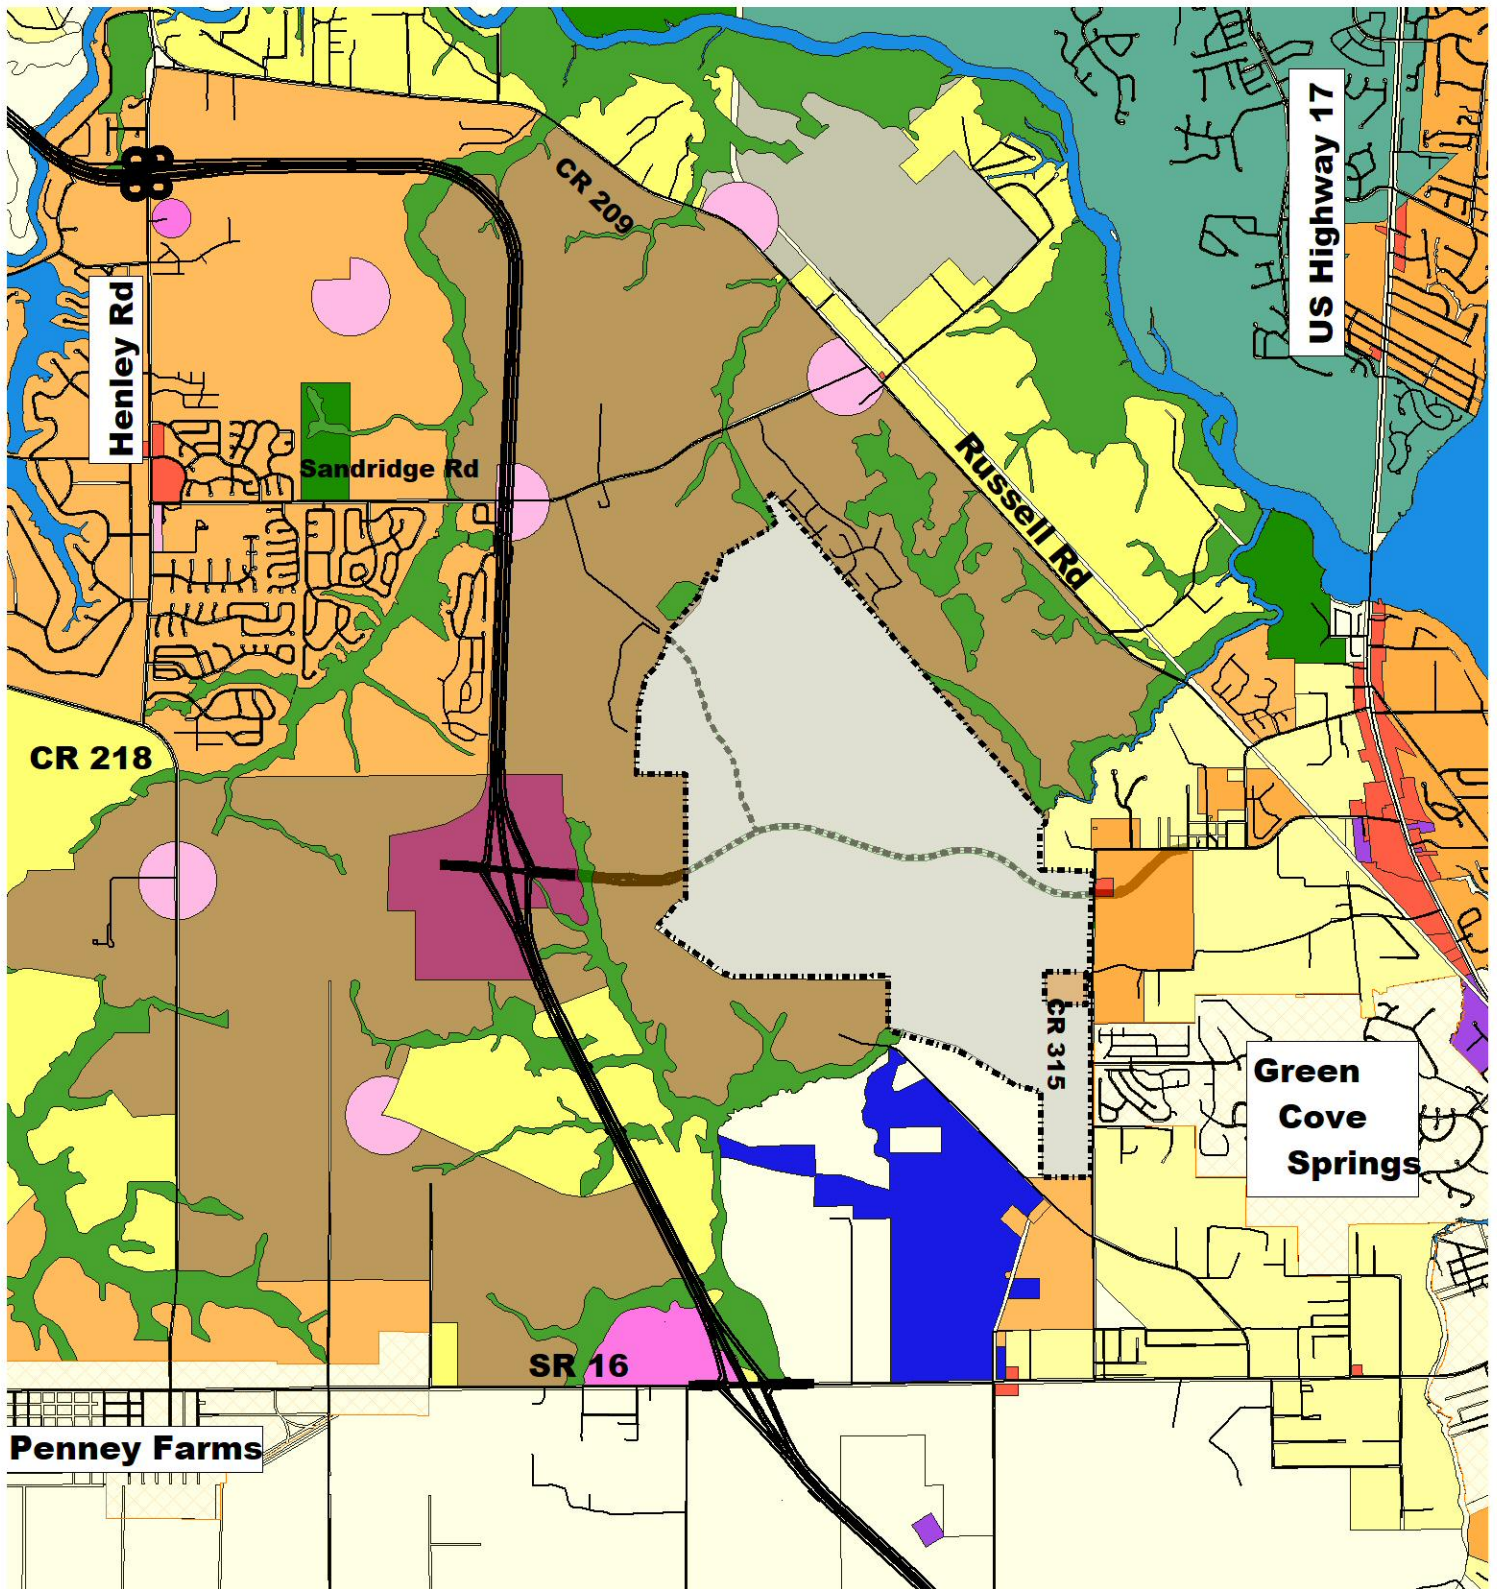 US Highway 17
CR 209
Henley Rd
Sandridge Rd
Russell Rd
CR 218
CR 315
Green
Cove
Springs
SR 16
Penney Farms